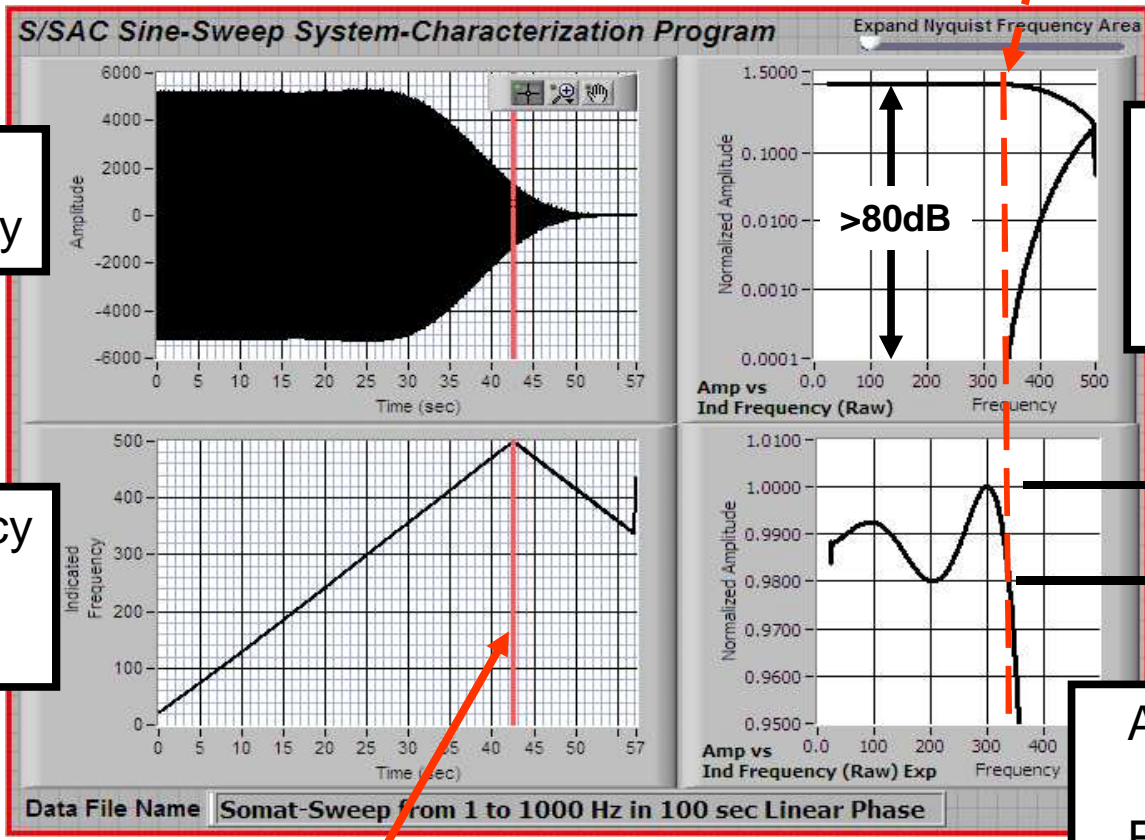 S/SAC Sine-Sweep System-Characterization Program
Expand Nyquist Frequency Area
y
cy
6000
4000
2000
0
-2000
-4000
-6000
Amplitude
0 5 10 15 20 25 30 35 40 45 50 57
Time (sec)
1.5000
0.1000
0.0100
0.0010
0.0001
Normalized Amplitude
>80dB
0.0 100 200 300 400 500
Amp vs
Ind Frequency (Raw)
Frequency
500
400
300
200
100
0
Indicated
Frequency
0 5 10 15 20 25 30 35 40 45 50 57
Time (sec)
1.0100
1.0000
0.9900
0.9800
0.9700
0.9600
0.9500
Normalized Amplitude
0.0 100 200 300 400
Amp vs
Ind Frequency (Raw) Exp
Frequency
A
Data File Name Somat-Sweep from 1 to 1000 Hz in 100 sec Linear Phase